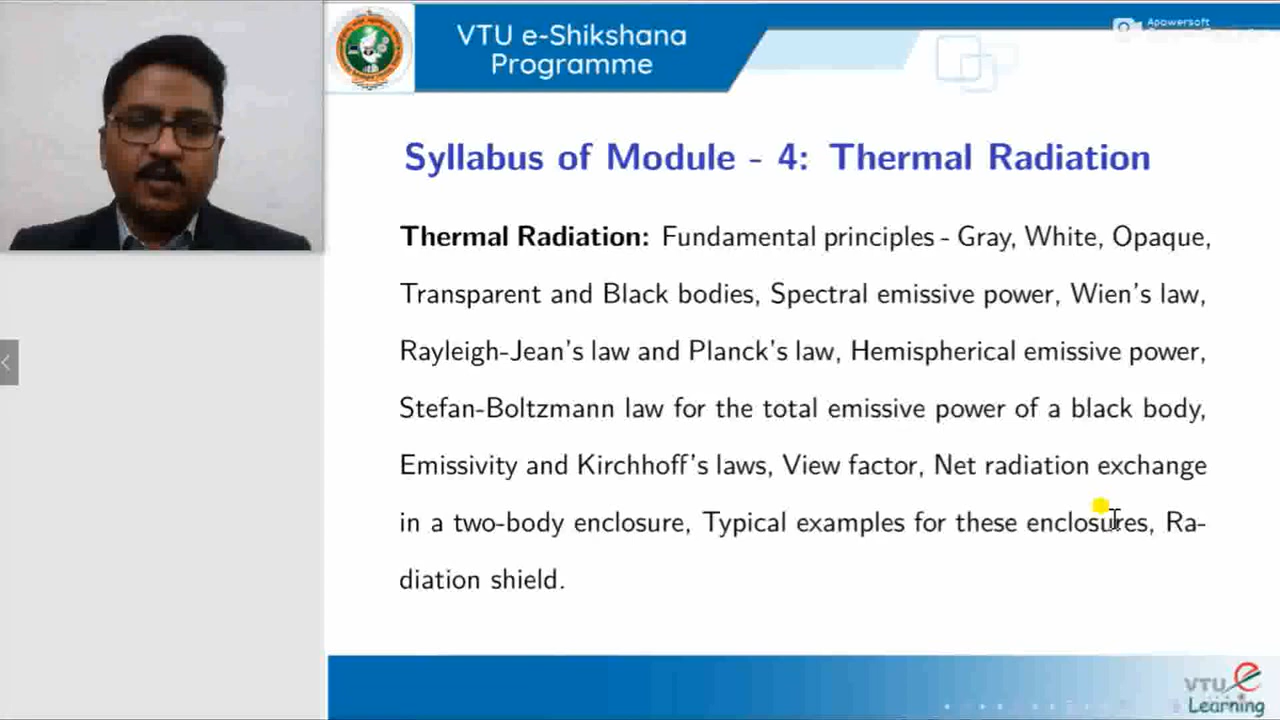 VTU e-Shikshana
Programme
Apowersoft
Syllabus of Module - 4: Thermal Radiation
Thermal Radiation: Fundamental principles - Gray, White, Opaque,
Transparent and Black bodies, Spectral emissive power, Wien's law,
Rayleigh-Jean's law and Planck's law, Hemispherical emissive power,
Stefan-Boltzmann law for the total emissive power of a black body,
Emissivity and Kirchhoff's laws, View factor, Net radiation exchange
in a two-body enclosure, Typical examples for these enclosures, Ra-
diation shield.
VTU e
Learning